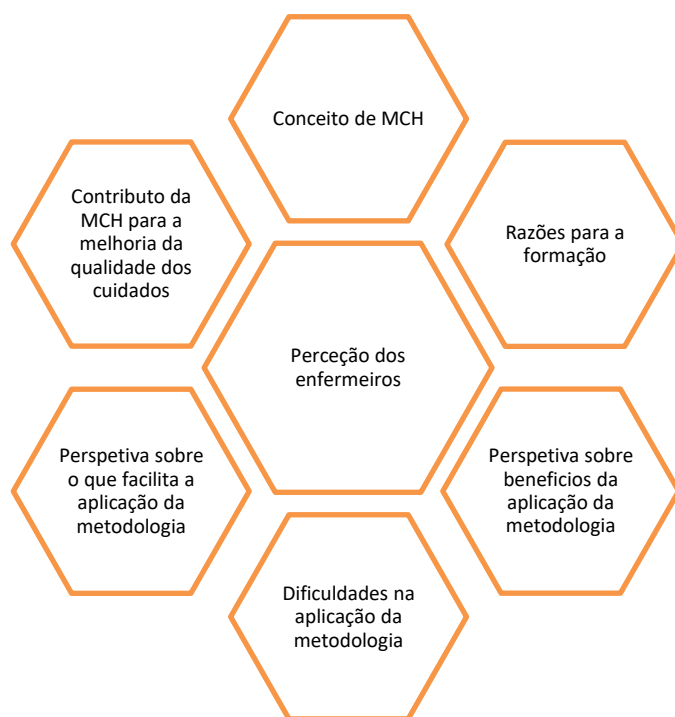 Conceito de MCH
Contributo da
MCH para a
melhoria da
qualidade dos
cuidados
Razões para a
formação
Perceção dos
enfermeiros
Perspetiva sobre
o que facilita a
aplicação da
metodologia
Perspetiva sobre
beneficios da
aplicação da
metodologia
Dificuldades na
aplicação da
metodologia